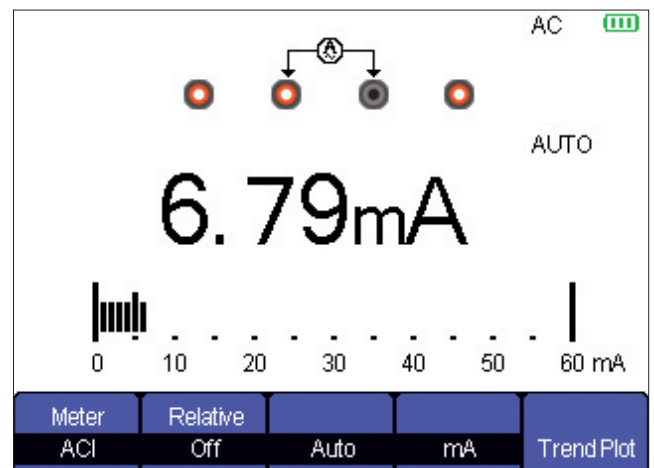 AC
A
AUTO
6.79mA
0 10 20 30 40 50 60 mA
Meter Relative
ACI Off Auto mA Trend Plot